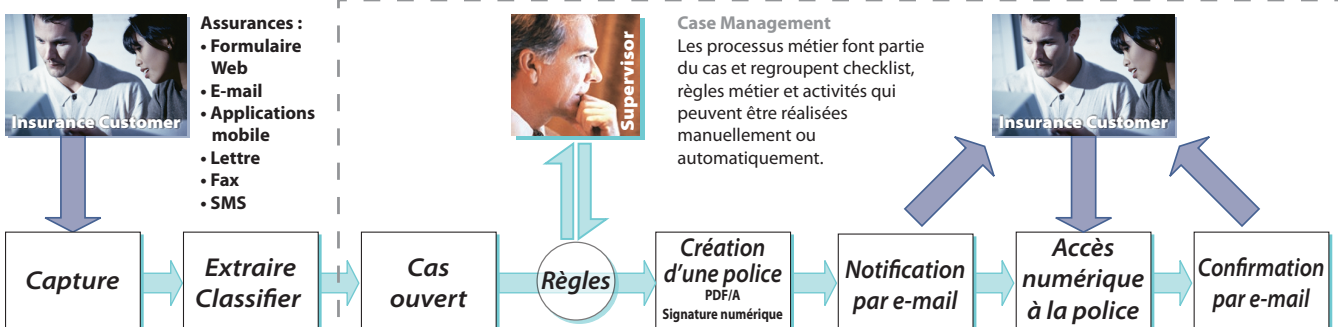 Assurances :
• Formulaire
Web
• E-mail
• Applications
mobile
• Lettre
• Fax
• SMS
Insurance Customer
Supervisor
Case Management
Les processus métier font partie
du cas et regroupent checklist,
règles métier et activités qui
peuvent être réalisées
manuellement ou
automatiquement.
Insurance Customer
Capture
Extraire
Classifier
Cas
ouvert
Règles
Création
d'une police
PDF/A
Signature numérique
Notification
par e-mail
Accès
numérique
à la police
Confirmation
par e-mail